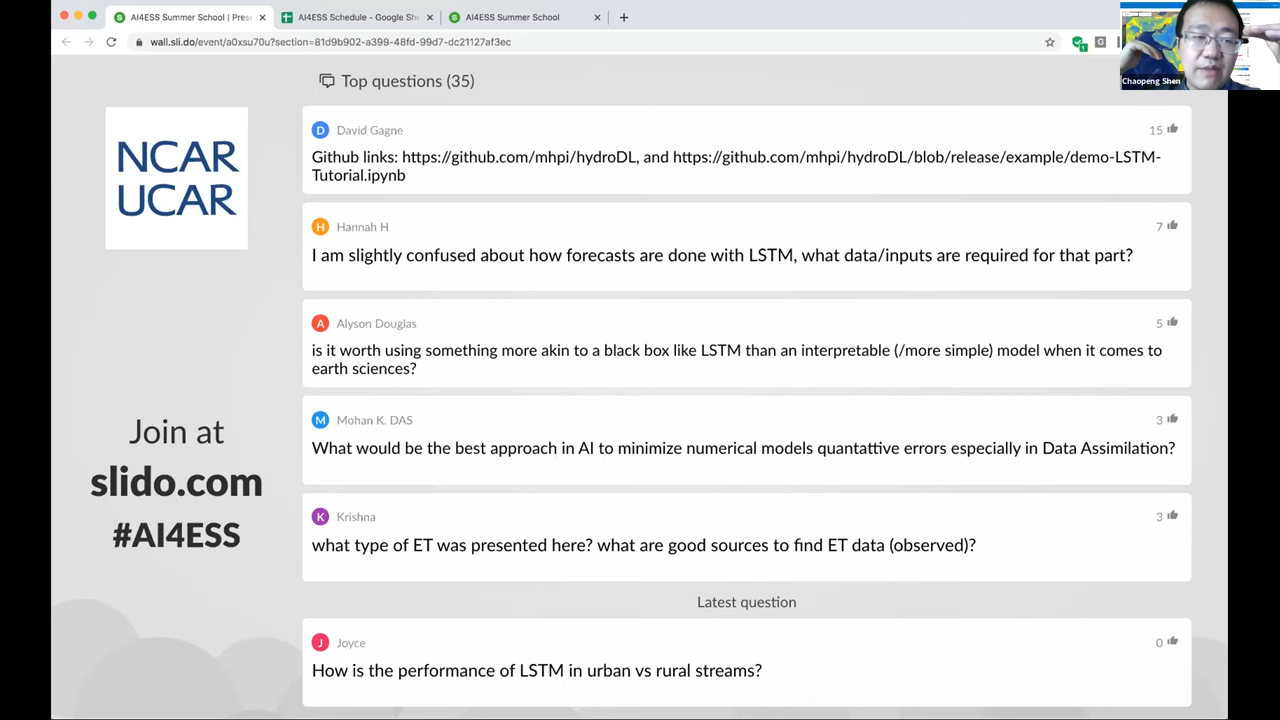 AI4ESS Summer School | Prese
AI4ESS Schedule - Google She
AI4ESS Summer School
wall.sli.do/event/a0xsu70u?section=81d9b902-a399-48fd-99d7-dc21127af3ec
Chaopeng Shen
Top questions (35)
NCAR
UCAR
Join at
slido.com
#AI4ESS
David Gagne
15
Github links: https://github.com/mhpi/hydroDL, and https://github.com/mhpi/hydroDL/blob/release/example/demo-LSTM-
Tutorial.ipynb
Hannah H
7
I am slightly confused about how forecasts are done with LSTM, what data/inputs are required for that part?
Alyson Douglas
5
is it worth using something more akin to a black box like LSTM than an interpretable (/more simple) model when it comes to
earth sciences?
Mohan K. DAS
3
What would be the best approach in AI to minimize numerical models quantattive errors especially in Data Assimilation?
Krishna
3
what type of ET was presented here? what are good sources to find ET data (observed)?
Latest question
Joyce
0
How is the performance of LSTM in urban vs rural streams?